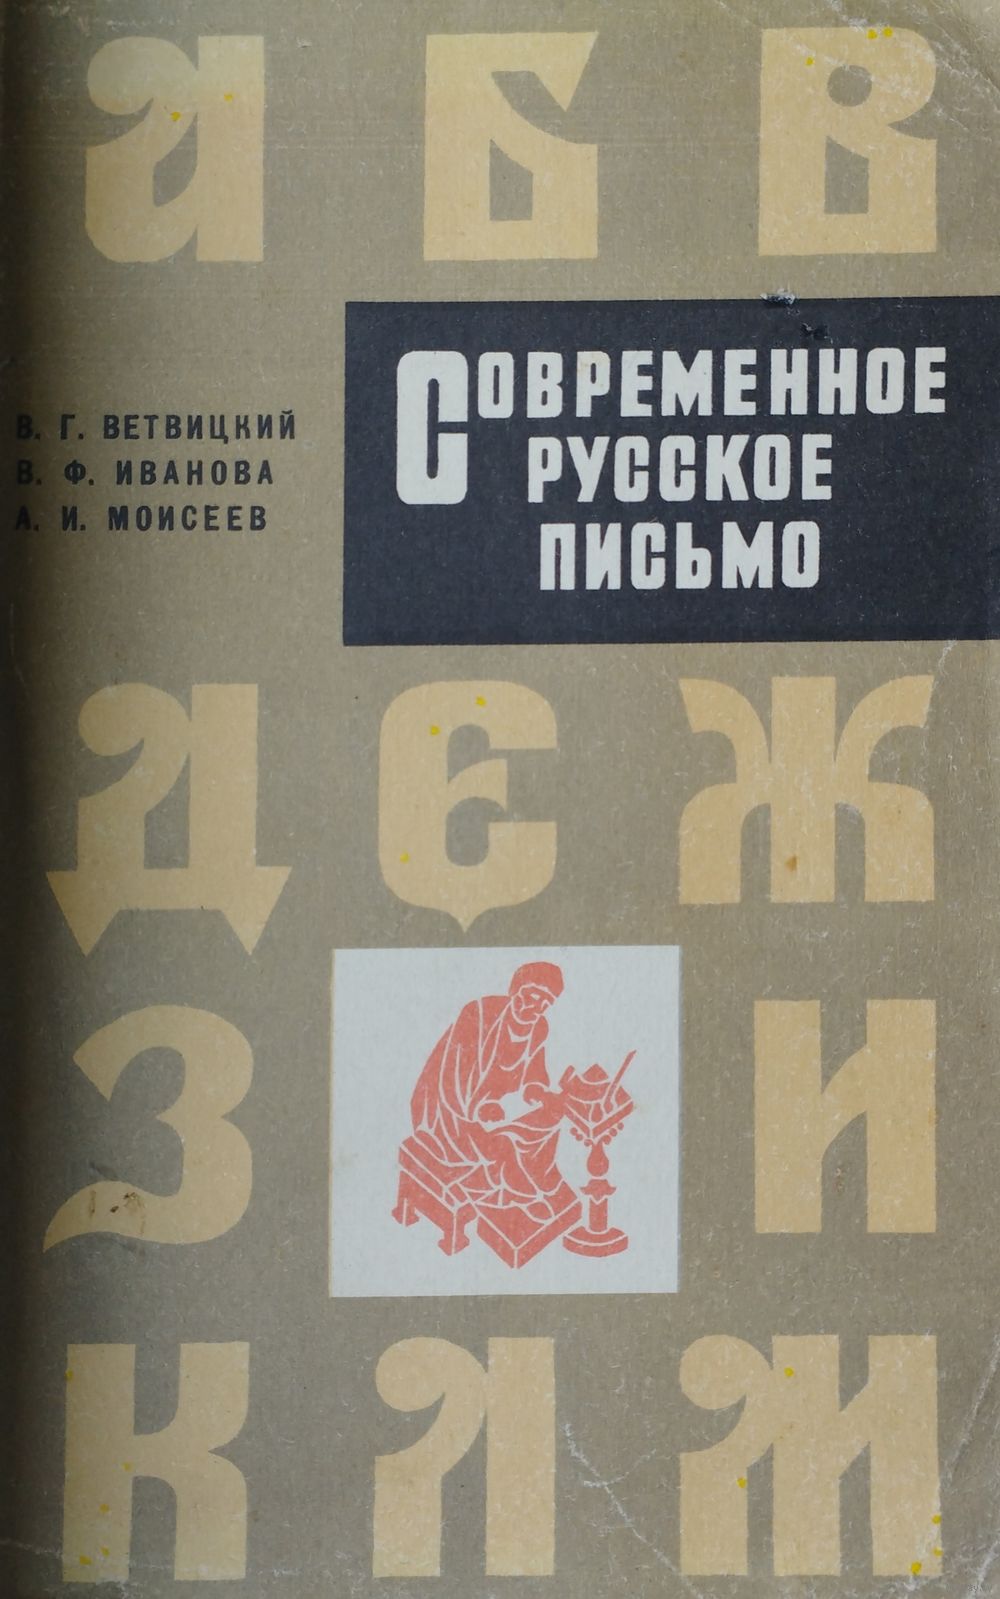 А Б В
Современное
русское
письмо
В. Г. ВЕТВИЦКИЙ
В. Ф. ИВАНОВА
А. И. МОИСЕЕВ
Д Е Ж
З И
К Л М